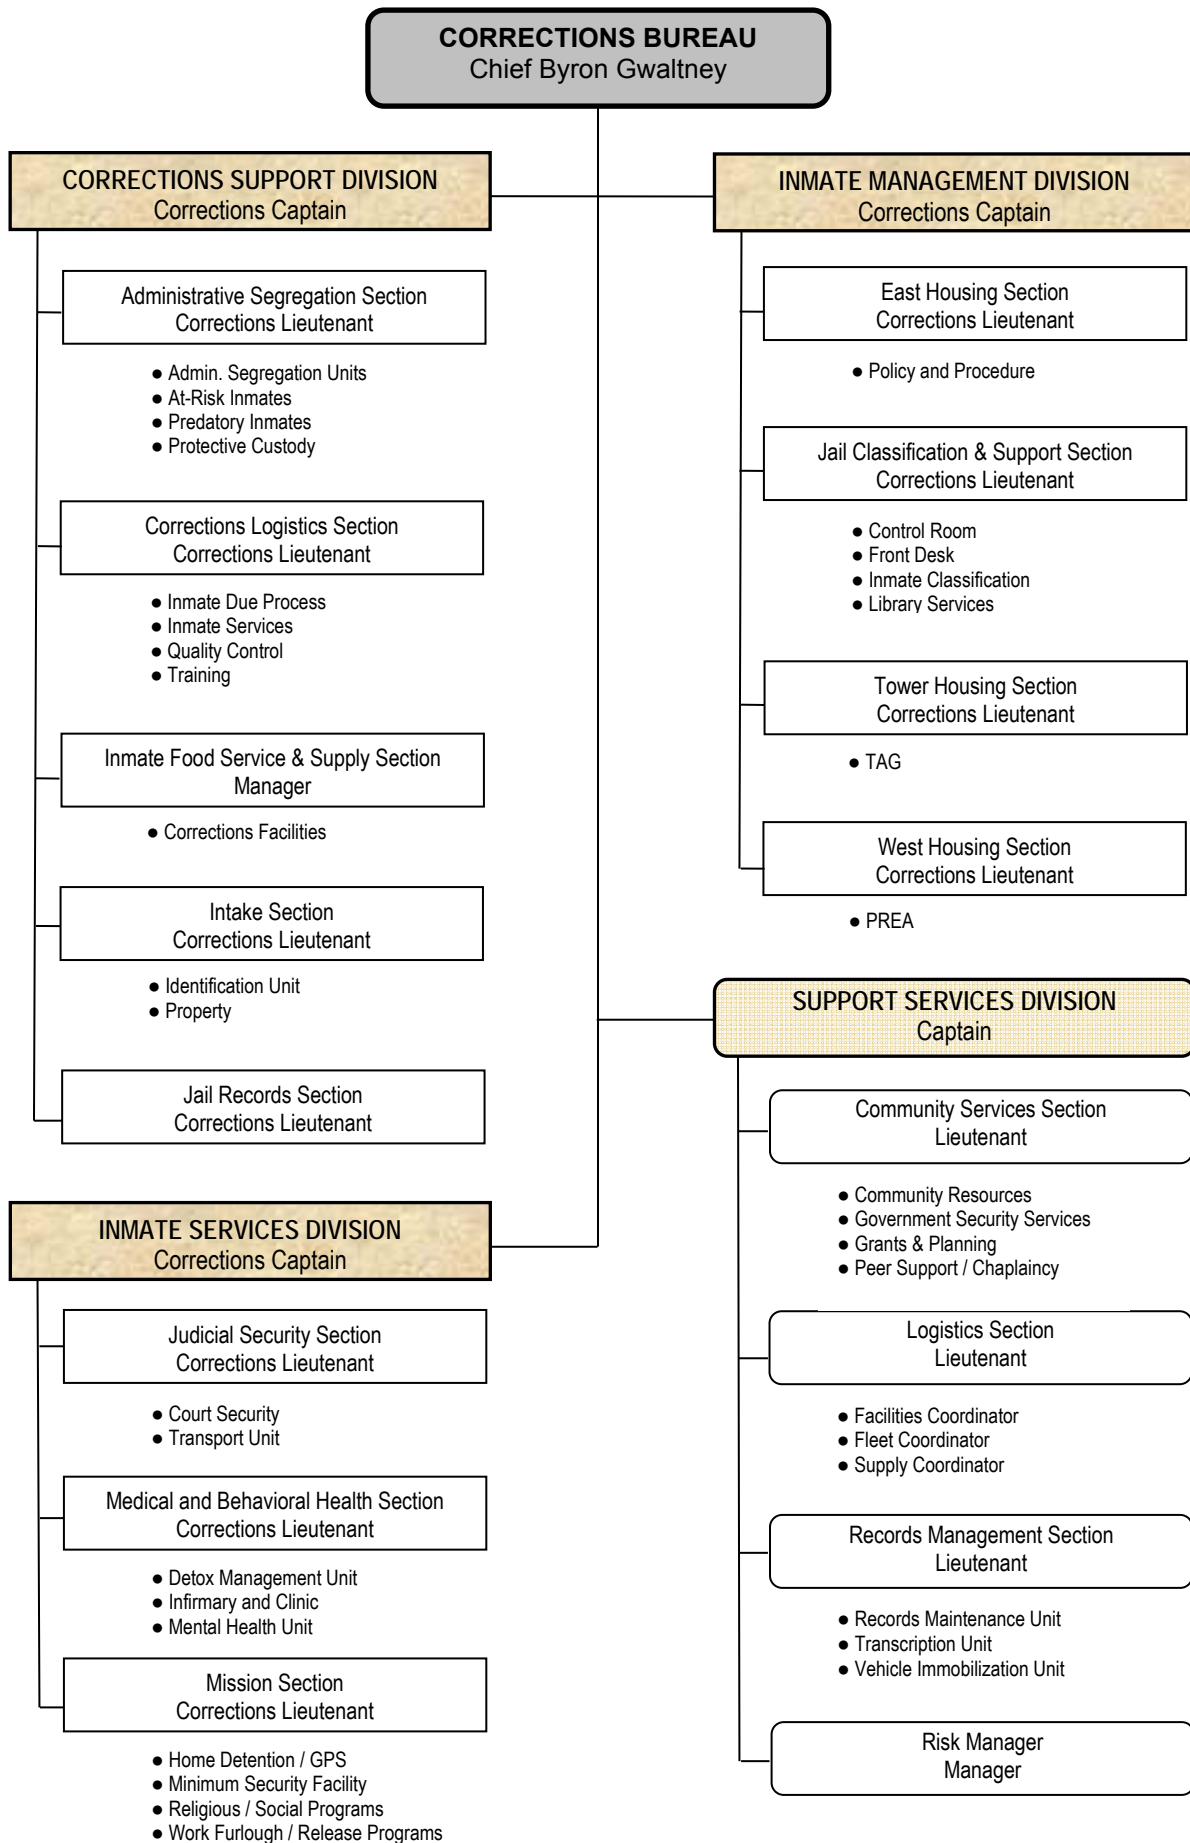 CORRECTIONS BUREAU
Chief Byron Gwaltney
CORRECTIONS SUPPORT DIVISION
Corrections Captain
Administrative Segregation Section
Corrections Lieutenant
● Admin. Segregation Units
● At-Risk Inmates
● Predatory Inmates
● Protective Custody
Corrections Logistics Section
Corrections Lieutenant
● Inmate Due Process
● Inmate Services
● Quality Control
● Training
Inmate Food Service & Supply Section
Manager
● Corrections Facilities
Intake Section
Corrections Lieutenant
● Identification Unit
● Property
Jail Records Section
Corrections Lieutenant
INMATE SERVICES DIVISION
Corrections Captain
Judicial Security Section
Corrections Lieutenant
● Court Security
● Transport Unit
Medical and Behavioral Health Section
Corrections Lieutenant
● Detox Management Unit
● Infirmary and Clinic
● Mental Health Unit
Mission Section
Corrections Lieutenant
● Home Detention / GPS
● Minimum Security Facility
● Religious / Social Programs
● Work Furlough / Release Programs
INMATE MANAGEMENT DIVISION
Corrections Captain
East Housing Section
Corrections Lieutenant
● Policy and Procedure
Jail Classification & Support Section
Corrections Lieutenant
● Control Room
● Front Desk
● Inmate Classification
● Library Services
Tower Housing Section
Corrections Lieutenant
● TAG
West Housing Section
Corrections Lieutenant
● PREA
SUPPORT SERVICES DIVISION
Captain
Community Services Section
Lieutenant
● Community Resources
● Government Security Services
● Grants & Planning
● Peer Support / Chaplaincy
Logistics Section
Lieutenant
● Facilities Coordinator
● Fleet Coordinator
● Supply Coordinator
Records Management Section
Lieutenant
● Records Maintenance Unit
● Transcription Unit
● Vehicle Immobilization Unit
Risk Manager
Manager